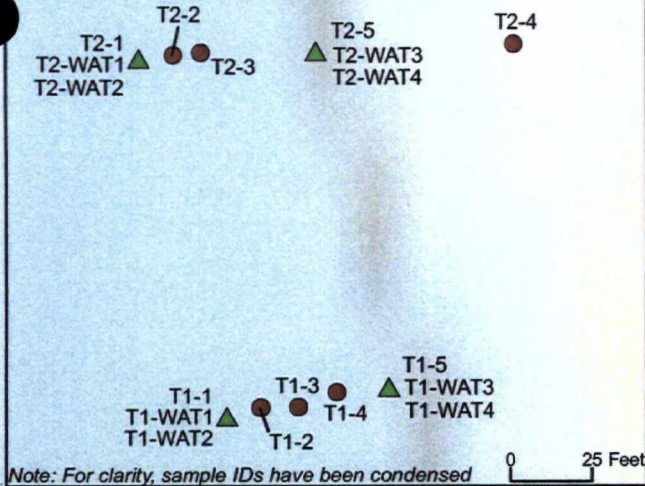 T2-2
T2-1
T2-WAT1
T2-WAT2
T2-3
T2-5
T2-WAT3
T2-WAT4
T2-4
T1-1
T1-WAT1
T1-WAT2
T1-2
T1-3
T1-4
T1-5
T1-WAT3
T1-WAT4
0 25 Feet
Note: For clarity, sample IDs have been condensed